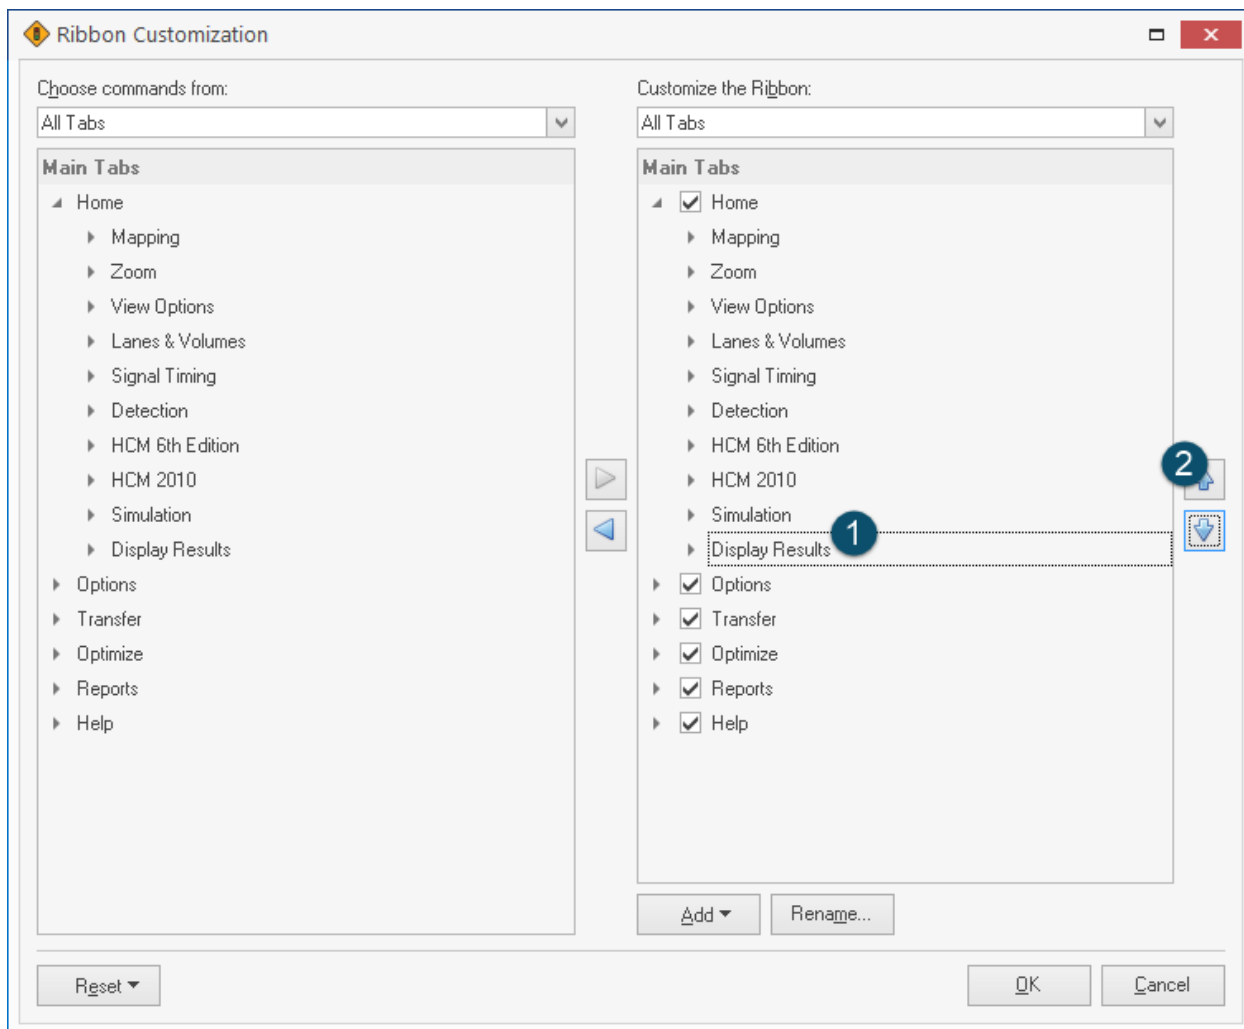 Ribbon Customization
Choose commands from:
All Tabs
Main Tabs
Home
Mapping
Zoom
View Options
Lanes & Volumes
Signal Timing
Detection
HCM 6th Edition
HCM 2010
Simulation
Display Results
Options
Transfer
Optimize
Reports
Help
Customize the Ribbon:
All Tabs
Main Tabs
Home
Mapping
Zoom
View Options
Lanes & Volumes
Signal Timing
Detection
HCM 6th Edition
HCM 2010
Simulation
Display Results
1
2
Options
Transfer
Optimize
Reports
Help
Add
Rename...
Reset
OK
Cancel